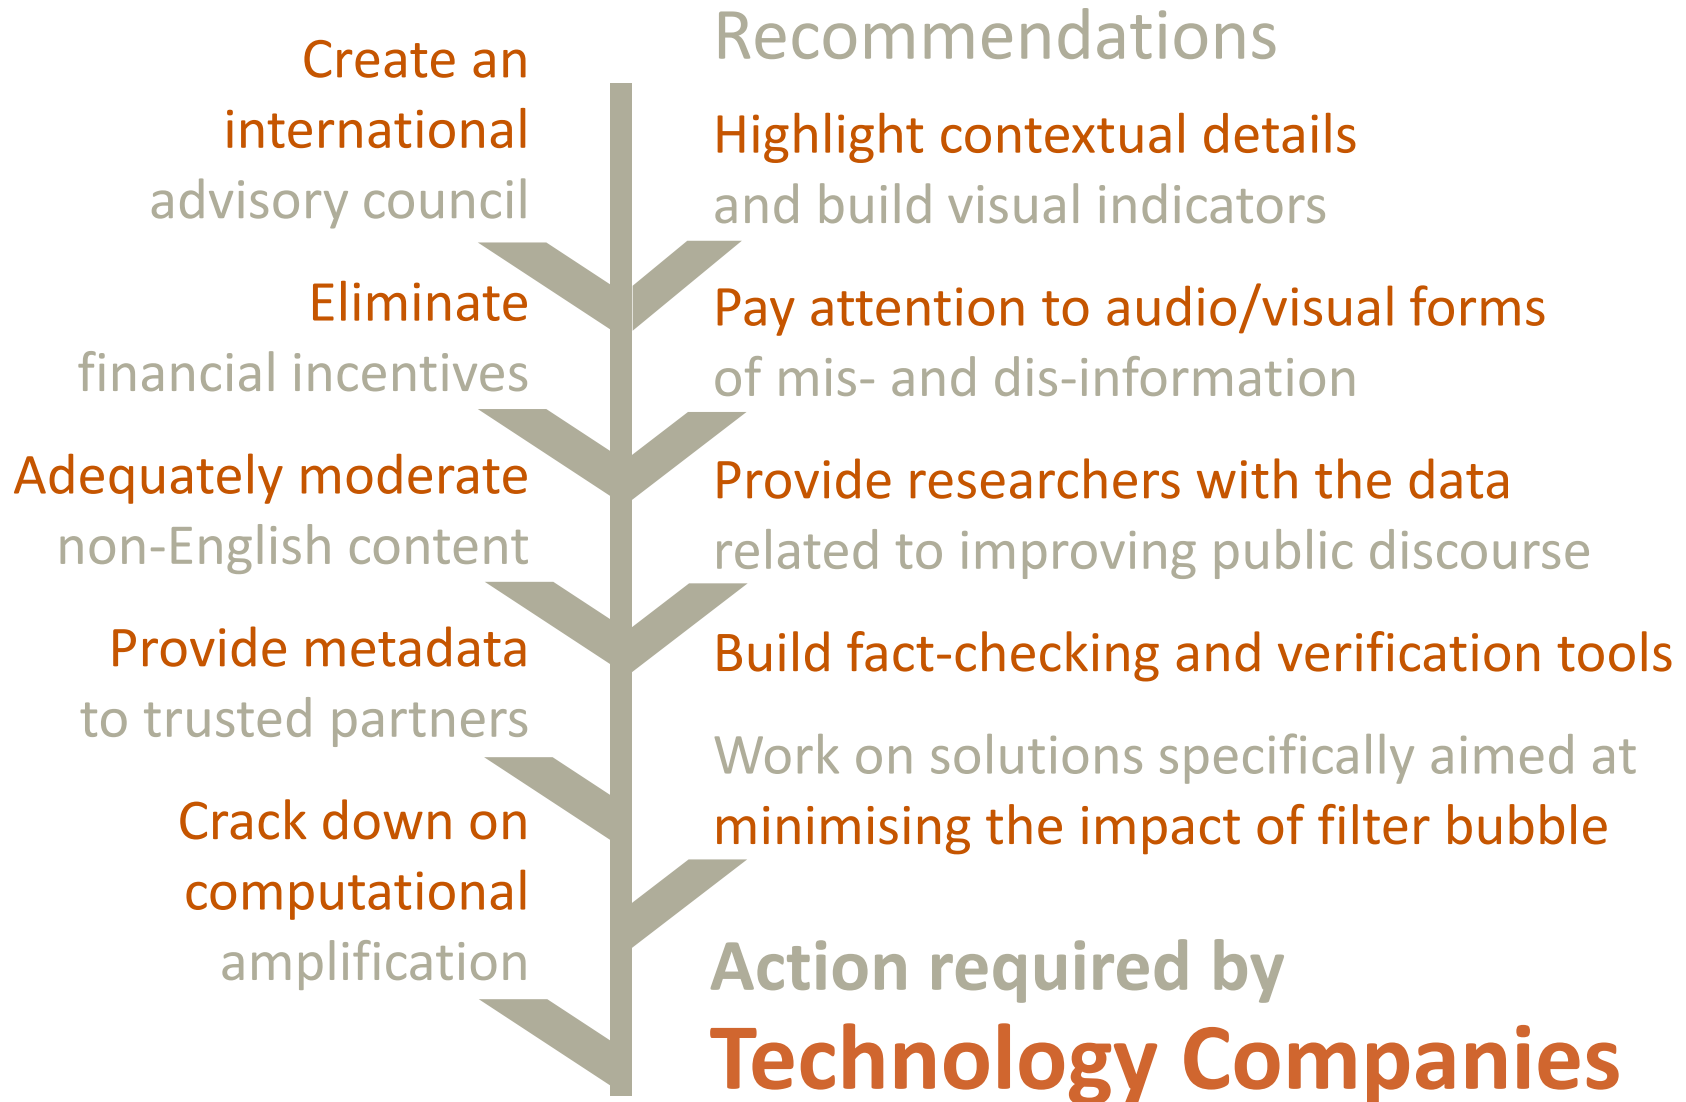 Recommendations
Create an
international
advisory council
Eliminate
financial incentives
Adequately moderate
non-English content
Provide metadata
to trusted partners
Crack down on
computational
amplification
Highlight contextual details
and build visual indicators
Pay attention to audio/visual forms
of mis- and dis-information
Provide researchers with the data
related to improving public discourse
Build fact-checking and verification tools
Work on solutions specifically aimed at
minimising the impact of filter bubble
Action required by
Technology Companies